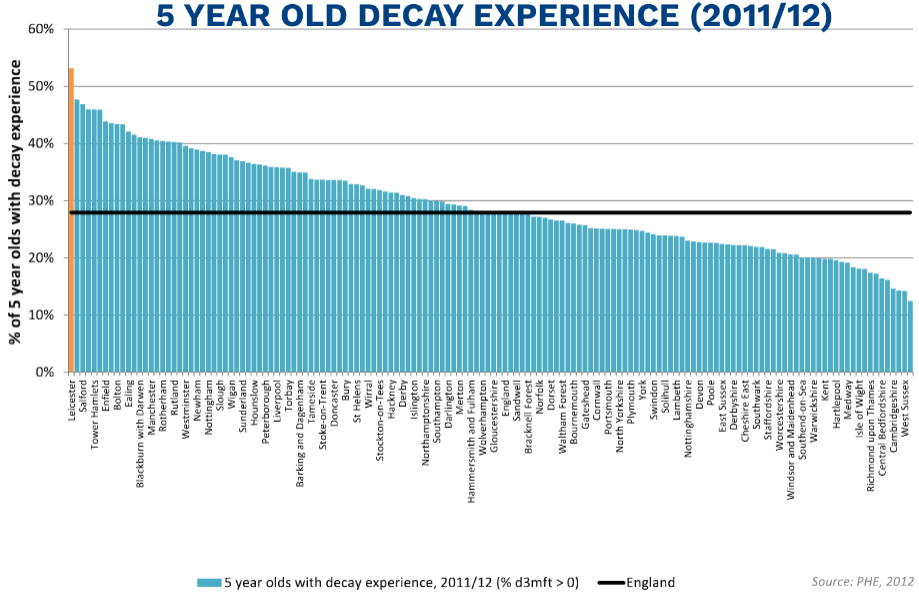 5 YEAR OLD DECAY EXPERIENCE (2011/12)
% of 5 year olds with decay experience
60%
50%
40%
30%
20%
10%
0%
Leicester
Salford
Tower Hamlets
Enfield
Bolton
Ealing
Blackburn with Darwen
Manchester
Rotherham
Rutland
Westminster
Newham
Nottingham
Slough
Wigan
Sunderland
Hounslow
Peterborough
Liverpool
Torbay
Barking and Dagenham
Tameside
Stoke-on-Trent
Doncaster
Bury
St Helens
Wirral
Stockton-on-Tees
Hackney
Derby
Islington
Northamptonshire
Southampton
Darlington
Merton
Hammersmith and Fulham
Wolverhampton
Gloucestershire
England
Sandwell
Bracknell Forest
Norfolk
Dorset
Waltham Forest
Bournemouth
Gateshead
Cornwall
Portsmouth
North Yorkshire
Plymouth
York
Swindon
Solihull
Lambeth
Nottinghamshire
Devon
Poole
East Sussex
Derbyshire
Cheshire East
Southwark
Staffordshire
Worcestershire
Windsor and Maidenhead
Southend-on-Sea
Warwickshire
Kent
Hartlepool
Medway
Isle of Wight
Richmond upon Thames
Central Bedfordshire
Cambridgeshire
West Sussex
5 year olds with decay experience, 2011/12 (% d3mft > 0)
England
Source: PHE, 2012